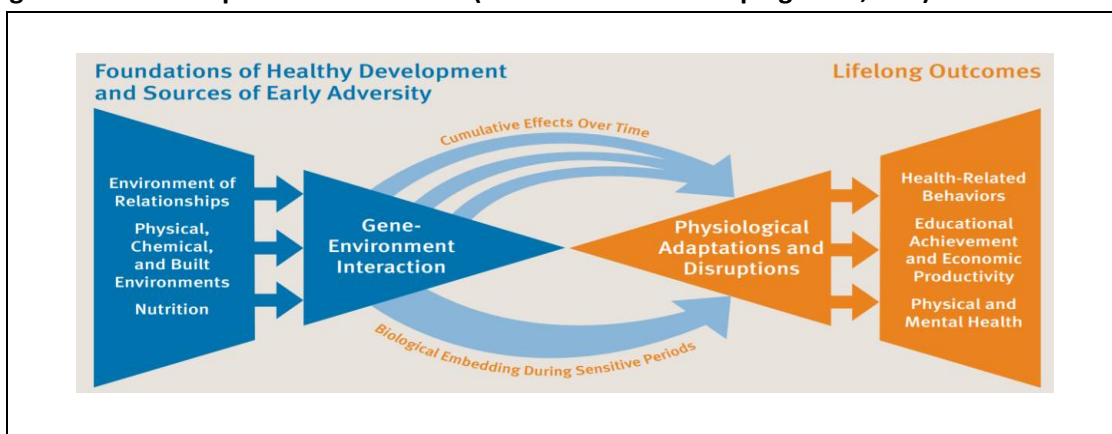 Foundations of Healthy Development
and Sources of Early Adversity
Lifelong Outcomes
Cumulative Effects Over Time
Environment of
Relationships
Physical,
Chemical,
and Built
Environments
Nutrition
Gene-
Environment
Interaction
Physiological
Adaptations and
Disruptions
Health-Related
Behaviors
Educational
Achievement
and Economic
Productivity
Physical and
Mental Health
Biological Embedding During Sensitive Periods